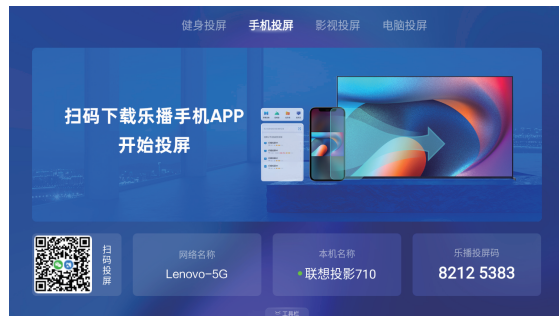 健身投屏 手机投屏 影视投屏 电脑投屏
扫码下载乐播手机APP
开始投屏
扫码投屏
网络名称
Lenovo-5G
本机名称
联想投影710
乐播投屏码
8212 5383
工具栏